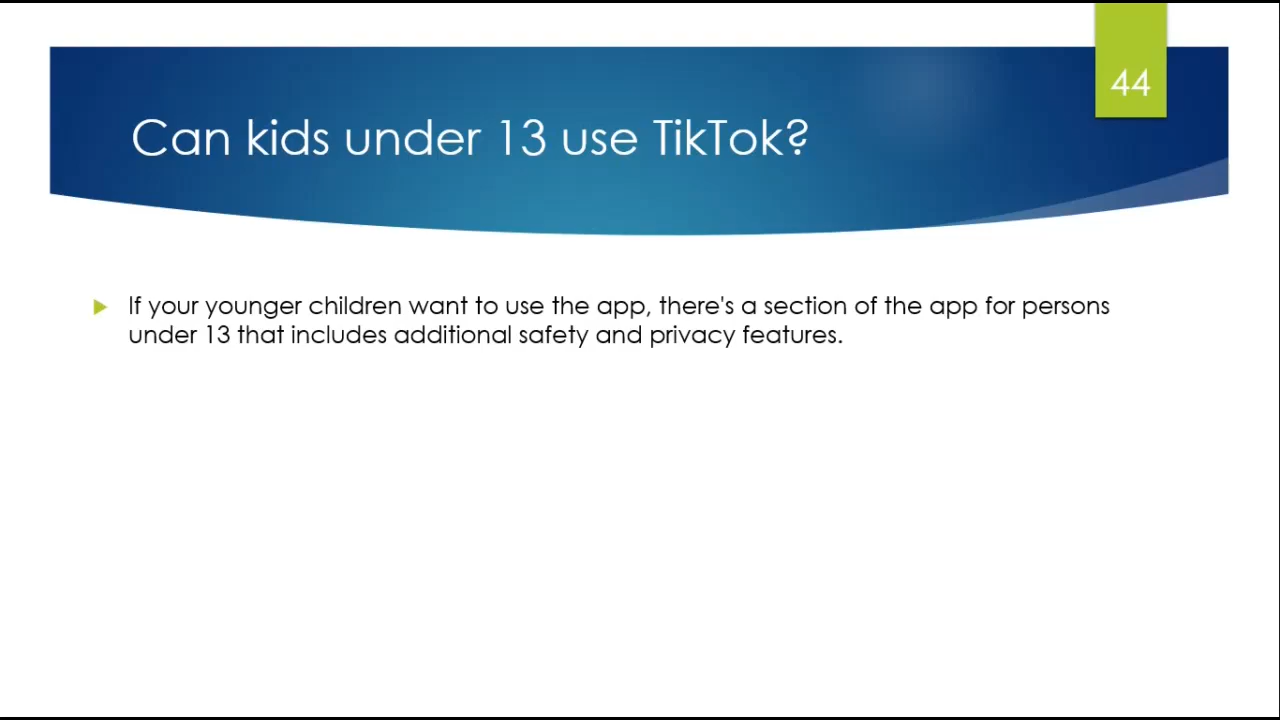 44
Can kids under 13 use TikTok?
If your younger children want to use the app, there's a section of the app for persons
under 13 that includes additional safety and privacy features.